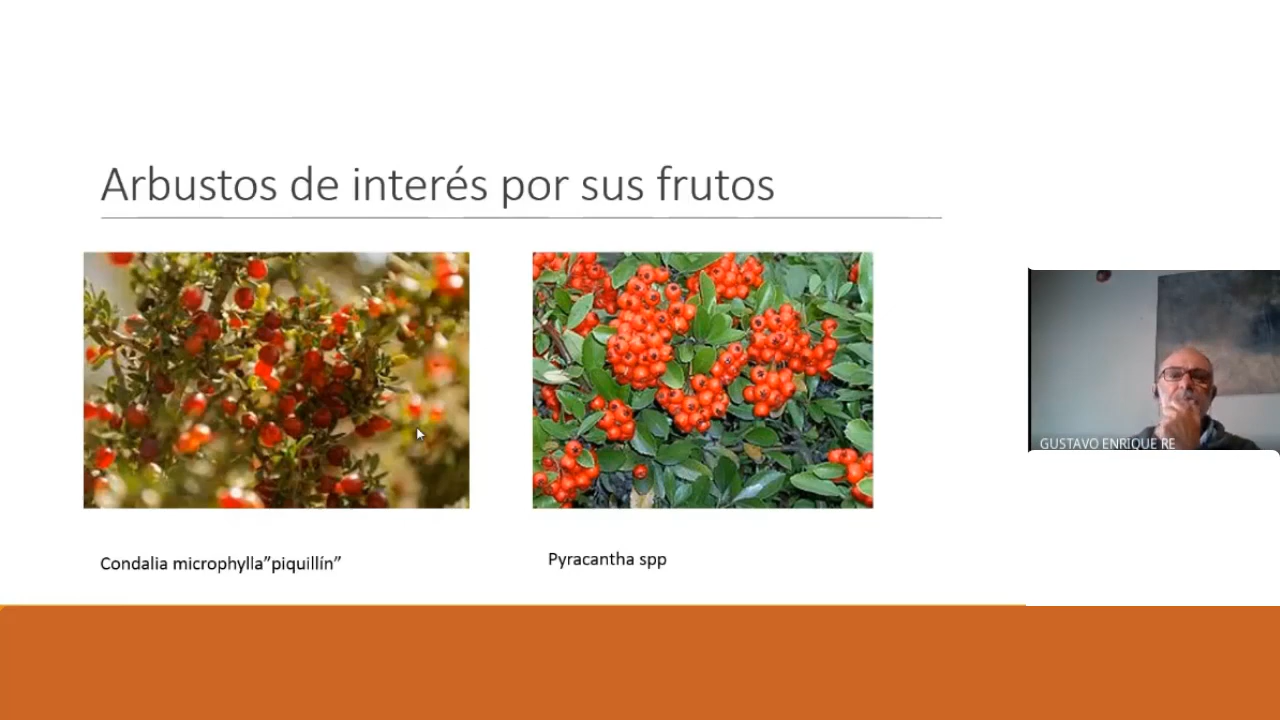 Arbustos de interés por sus frutos
Condalia microphylla”piquillín”
Pyracantha spp
GUSTAVO ENRIQUE RE